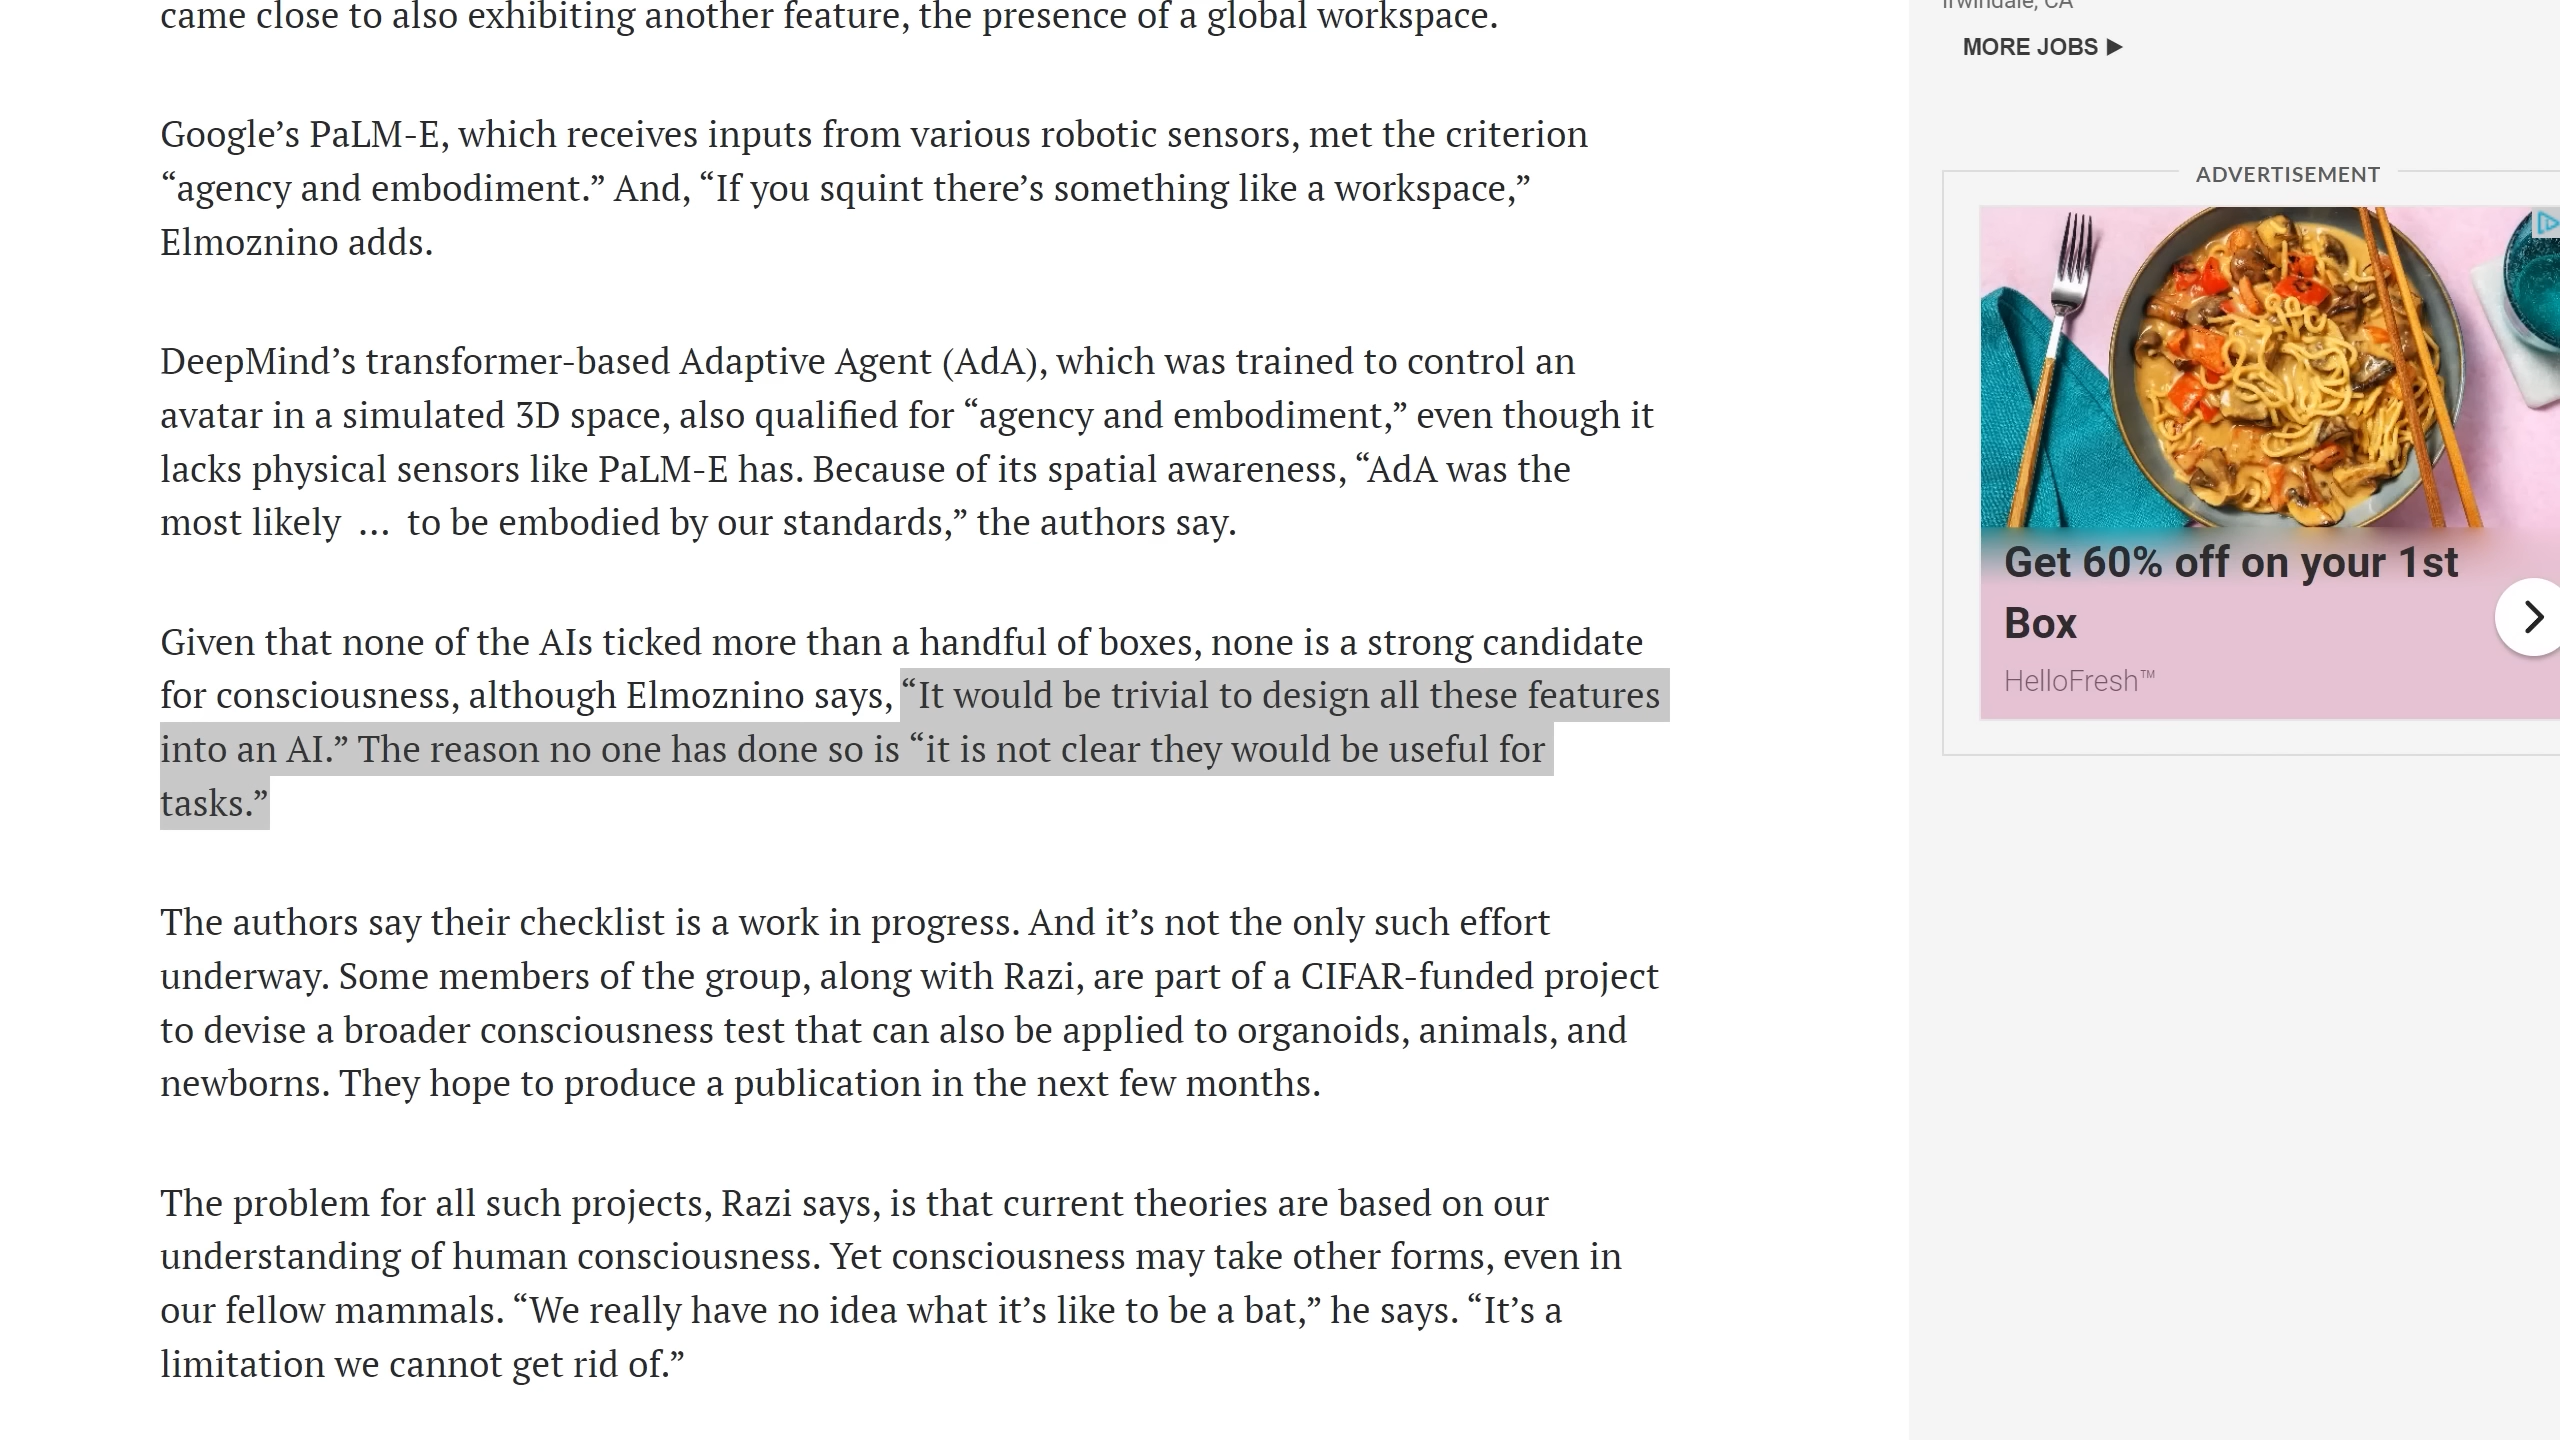 came close to also exhibiting another feature, the presence of a global workspace.
Google’s PaLM-E, which receives inputs from various robotic sensors, met the criterion
“agency and embodiment.” And, “If you squint there’s something like a workspace,”
Elmoznino adds.
DeepMind’s transformer-based Adaptive Agent (AdA), which was trained to control an
avatar in a simulated 3D space, also qualified for “agency and embodiment,” even though it
lacks physical sensors like PaLM-E has. Because of its spatial awareness, “AdA was the
most likely … to be embodied by our standards,” the authors say.
Given that none of the AIs ticked more than a handful of boxes, none is a strong candidate
for consciousness, although Elmoznino says, “It would be trivial to design all these features
into an AI.” The reason no one has done so is “it is not clear they would be useful for
tasks.”
The authors say their checklist is a work in progress. And it’s not the only such effort
underway. Some members of the group, along with Razi, are part of a CIFAR-funded project
to devise a broader consciousness test that can also be applied to organoids, animals, and
newborns. They hope to produce a publication in the next few months.
The problem for all such projects, Razi says, is that current theories are based on our
understanding of human consciousness. Yet consciousness may take other forms, even in
our fellow mammals. “We really have no idea what it’s like to be a bat,” he says. “It’s a
limitation we cannot get rid of.”
Irwindale, CA
MORE JOBS ▶
ADVERTISEMENT
Get 60% off on your 1st
Box
HelloFresh™